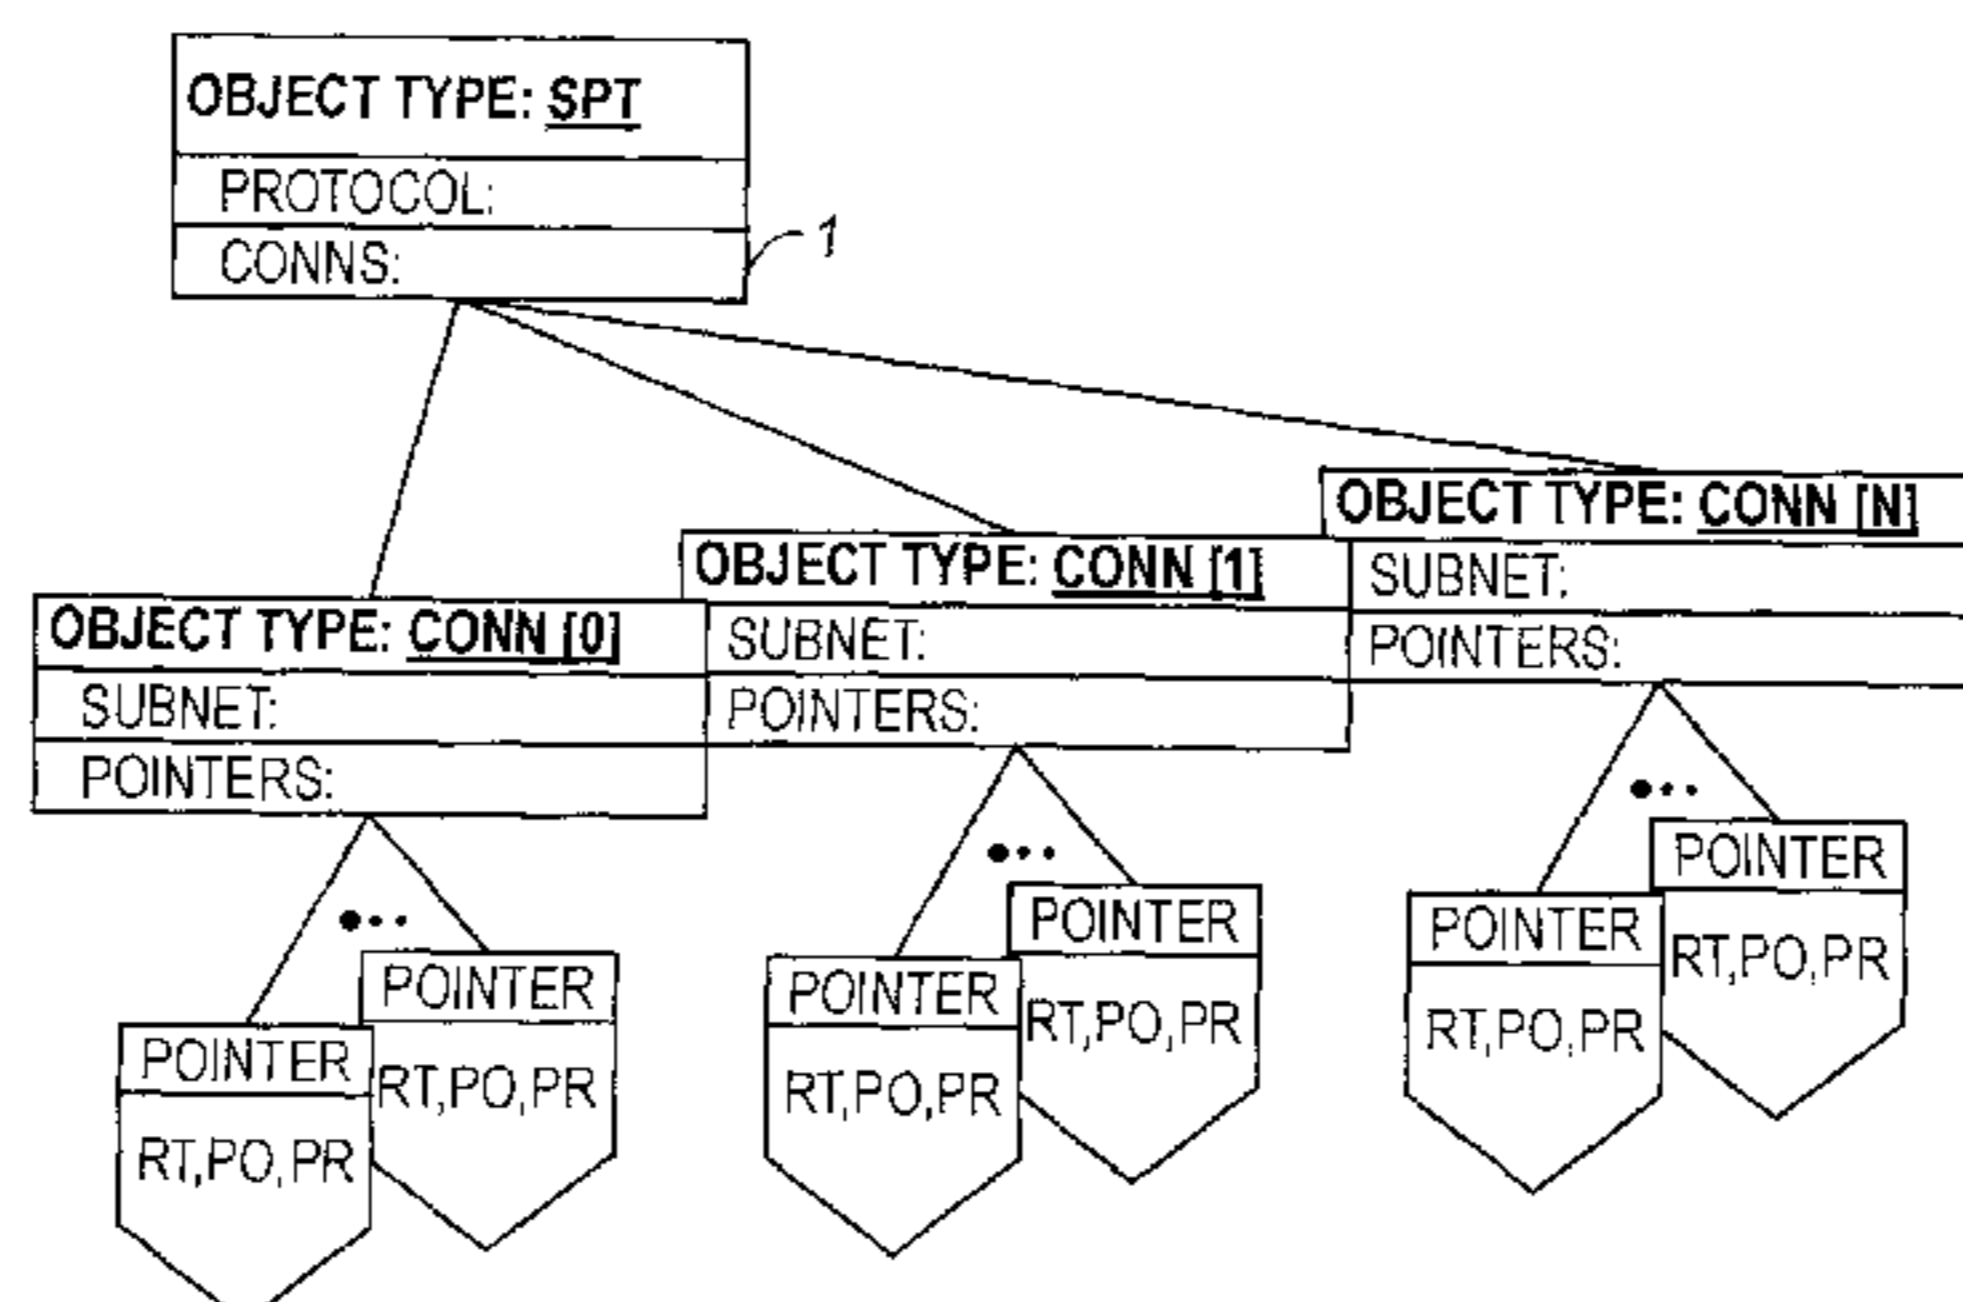 OBJECT TYPE: SPT
PROTOCOL:
CONNS:
1
OBJECT TYPE: CONN [0]
SUBNET:
POINTERS:
OBJECT TYPE: CONN [1]
SUBNET:
POINTERS:
OBJECT TYPE: CONN [N]
SUBNET:
POINTERS:
POINTER
RT,PO,PR
POINTER
RT,PO,PR
POINTER
RT,PO,PR
POINTER
RT,PO,PR
POINTER
RT,PO,PR
POINTER
RT,PO,PR